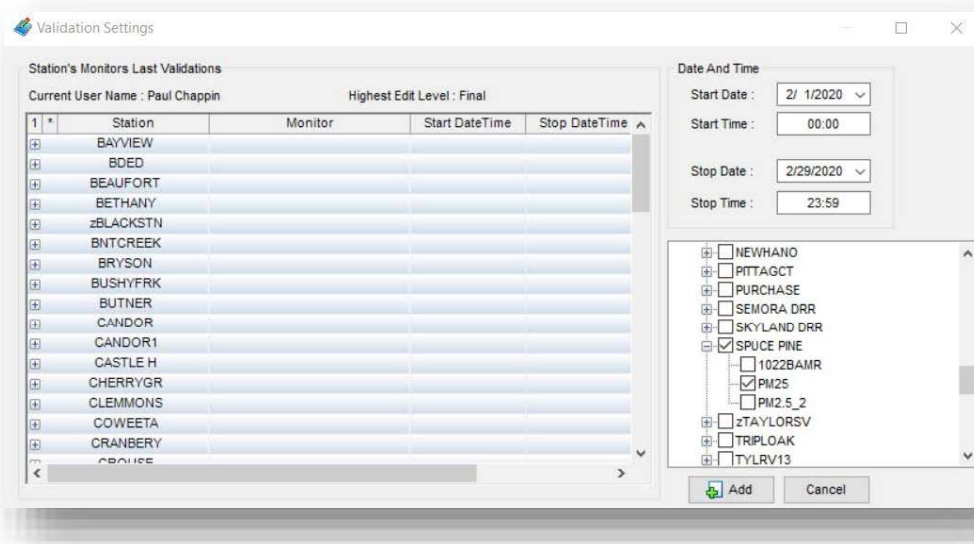 Validation Settings
Station's Monitors Last Validations
Current User Name : Paul Chappin Highest Edit Level : Final
1 * Station Monitor Start DateTime Stop DateTime
BAYVIEW
BDED
BEAUFORT
BETHANY
zBLACKSTN
BNTCREEK
BRYSON
BUSHYFRK
BUTNER
CANDOR
CANDOR1
CASTLE H
CHERRYGR
CLEMMONS
COWEETA
CRANBERY
CROUSE
Date And Time
Start Date : 2/ 1/2020
Start Time : 00:00
Stop Date : 2/29/2020
Stop Time : 23:59
NEWHANO
PITTAGCT
PURCHASE
SEMORA DRR
SKYLAND DRR
SPUCE PINE
1022BAMR
PM25
PM2.5_2
zTAYLORSV
TRIPLOAK
TYLRV13
Add Cancel